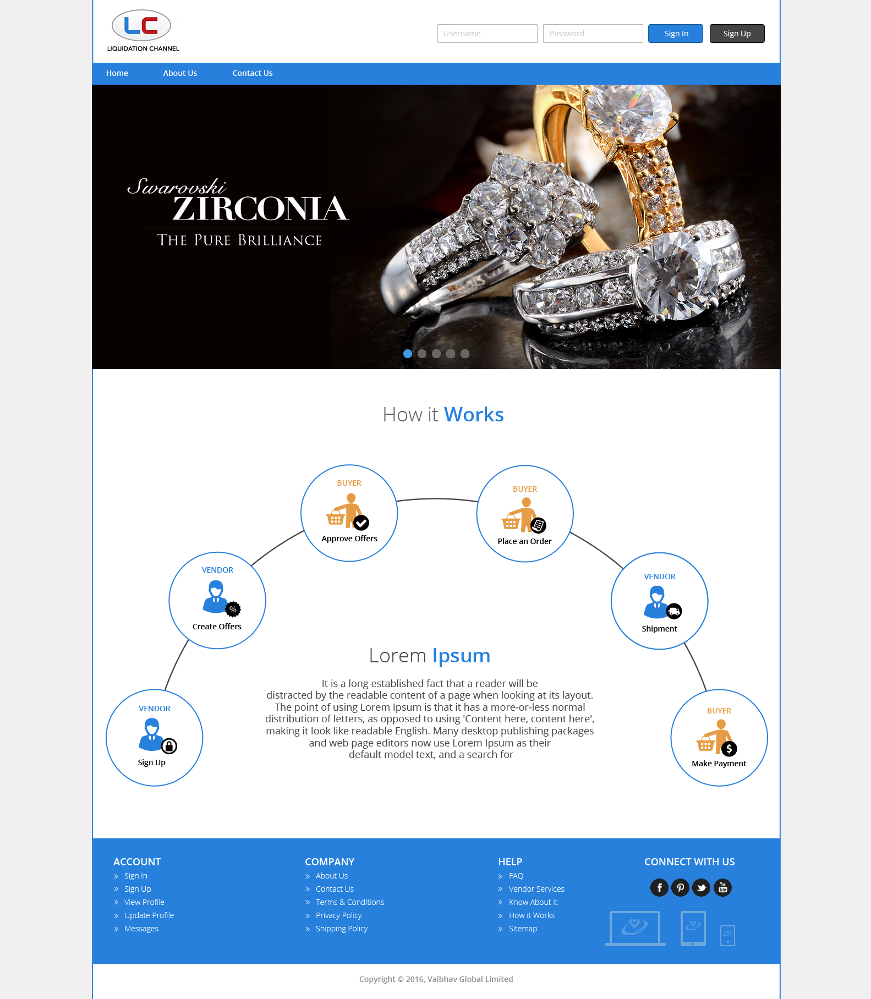 LC
LIQUIDATION CHANNEL
Username
Password
Sign In
Sign Up
Home
About Us
Contact Us
Swarovski
ZIRCONIA
THE PURE BRILLIANCE
How it Works
BUYER
Approve Offers
BUYER
Place an Order
VENDOR
%
Create Offers
VENDOR
Shipment
VENDOR
Sign Up
BUYER
$
Make Payment
Lorem Ipsum
It is a long established fact that a reader will be
distracted by the readable content of a page when looking at its layout.
The point of using Lorem Ipsum is that it has a more-or-less normal
distribution of letters, as opposed to using 'Content here, content here',
making it look like readable English. Many desktop publishing packages
and web page editors now use Lorem Ipsum as their
default model text, and a search for
ACCOUNT
Sign In
Sign Up
View Profile
Update Profile
Messages
COMPANY
About Us
Contact Us
Terms & Conditions
Privacy Policy
Shipping Policy
HELP
FAQ
Vendor Services
Know About It
How it Works
Sitemap
CONNECT WITH US
You
Tube
Copyright © 2016, Vaibhav Global Limited